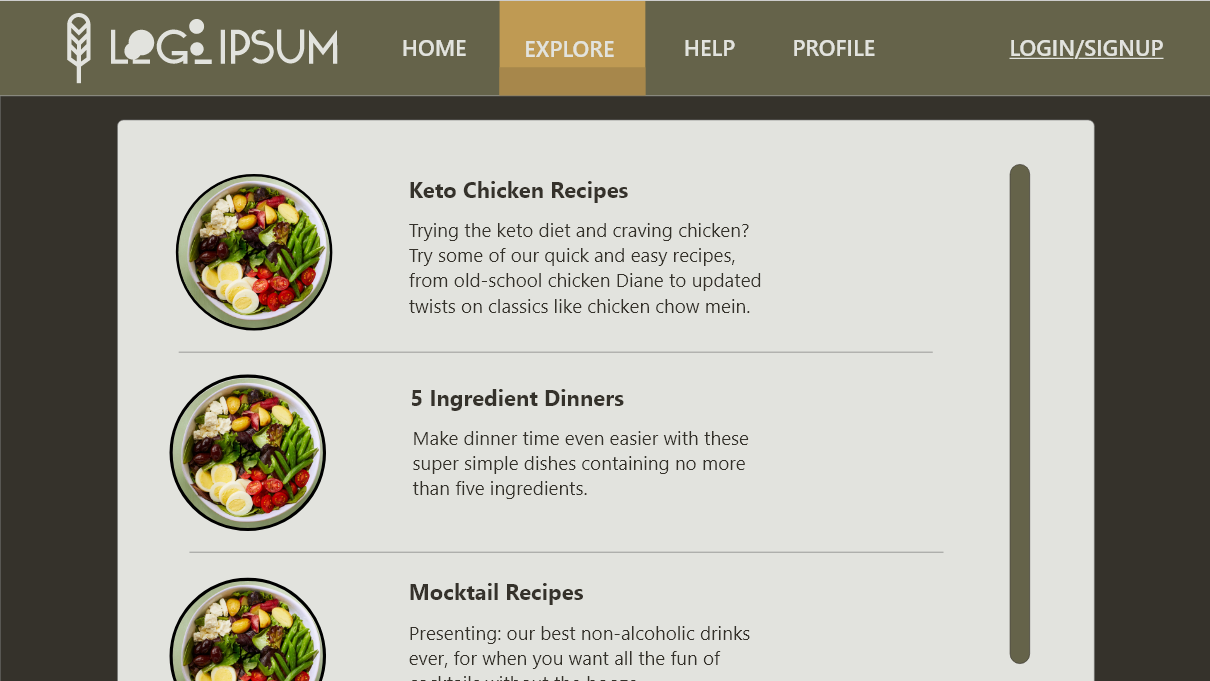 LOGO IPSUM
HOME
EXPLORE
HELP
PROFILE
LOGIN/SIGNUP
Keto Chicken Recipes
Trying the keto diet and craving chicken?
Try some of our quick and easy recipes,
from old-school chicken Diane to updated
twists on classics like chicken chow mein.
5 Ingredient Dinners
Make dinner time even easier with these
super simple dishes containing no more
than five ingredients.
Mocktail Recipes
Presenting: our best non-alcoholic drinks
ever, for when you want all the fun of